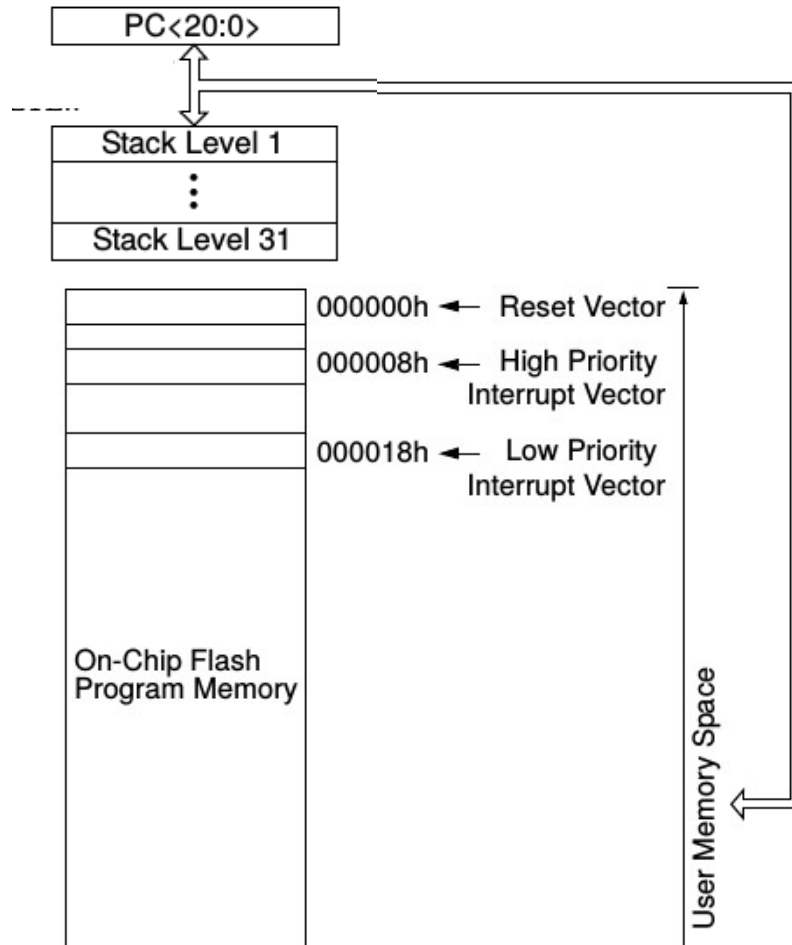 PC<20:0>
Stack Level 1
Stack Level 31
000000h
Reset Vector
000008h
High Priority
Interrupt Vector
000018h
Low Priority
Interrupt Vector
On-Chip Flash
Program Memory
User Memory Space